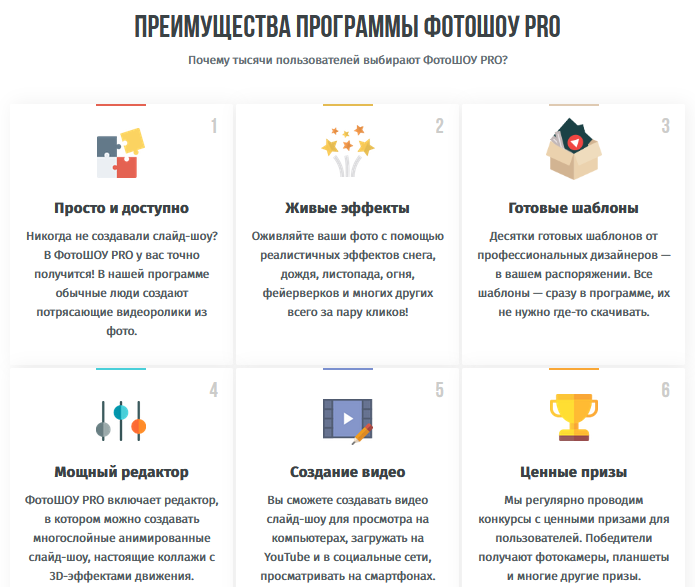 ПРЕИМУЩЕСТВА ПРОГРАММЫ ФОТОШОУ PRO
Почему тысячи пользователей выбирают ФотоШОУ PRO?
1
Просто и доступно
Никогда не создавали слайд-шоу?
В ФотоШОУ PRO у вас точно
получится! В нашей программе
обычные люди создают
потрясающие видеоролики из
фото.
2
Живые эффекты
Оживляйте ваши фото с помощью
реалистичных эффектов снега,
дождя, листопада, огня,
фейерверков и многих других
всего за пару кликов!
3
Готовые шаблоны
Десятки готовых шаблонов от
профессиональных дизайнеров —
в вашем распоряжении. Все
шаблоны — сразу в программе, их
не нужно где-то скачивать.
4
Мощный редактор
ФотоШОУ PRO включает редактор,
в котором можно создавать
многослойные анимированные
слайд-шоу, настоящие коллажи с
3D-эффектами движения.
5
Создание видео
Вы сможете создавать видео
слайд-шоу для просмотра на
компьютерах, загружать на
YouTube и в социальные сети,
просматривать на смартфонах.
6
Ценные призы
Мы регулярно проводим
конкурсы с ценными призами для
пользователей. Победители
получают фотокамеры, планшеты
и многие другие призы.